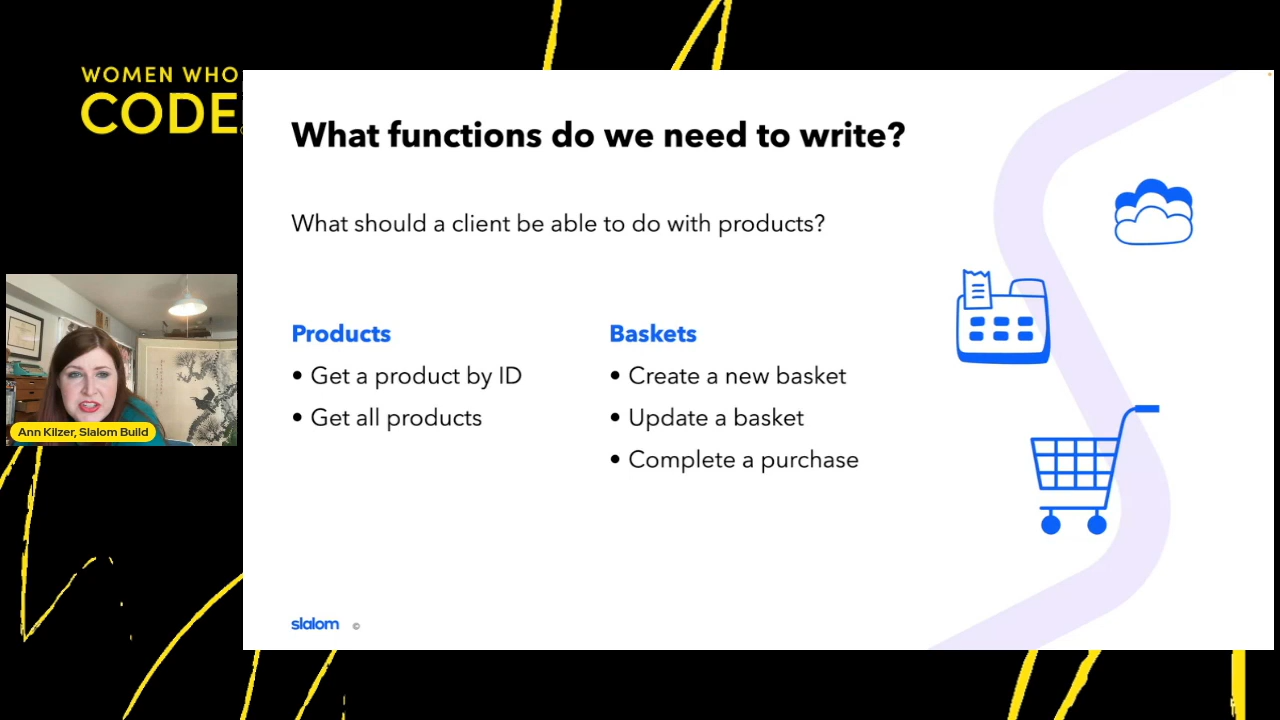 WOMEN WHO
CODE
What functions do we need to write?
What should a client be able to do with products?
Products
• Get a product by ID
• Get all products
Baskets
• Create a new basket
• Update a basket
• Complete a purchase
Ann Kilzer, Slalom Build
slalom ©